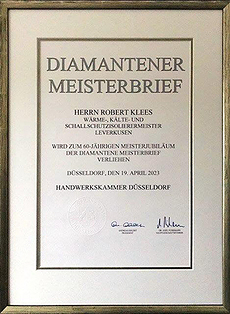 DIAMANTENER
MEISTERBRIEF
HERRN ROBERT KLEES
WÄRME-, KÄLTE- UND
SCHALLSCHUTZISOLIERERMEISTER
LEVERKUSEN
WIRD ZUM 60-JÄHRIGEN MEISTERJUBILÄUM
DER DIAMANTENE MEISTERBRIEF
VERLIEHEN
DÜSSELDORF, DEN 19. APRIL 2023
HANDWERKSKAMMER DÜSSELDORF